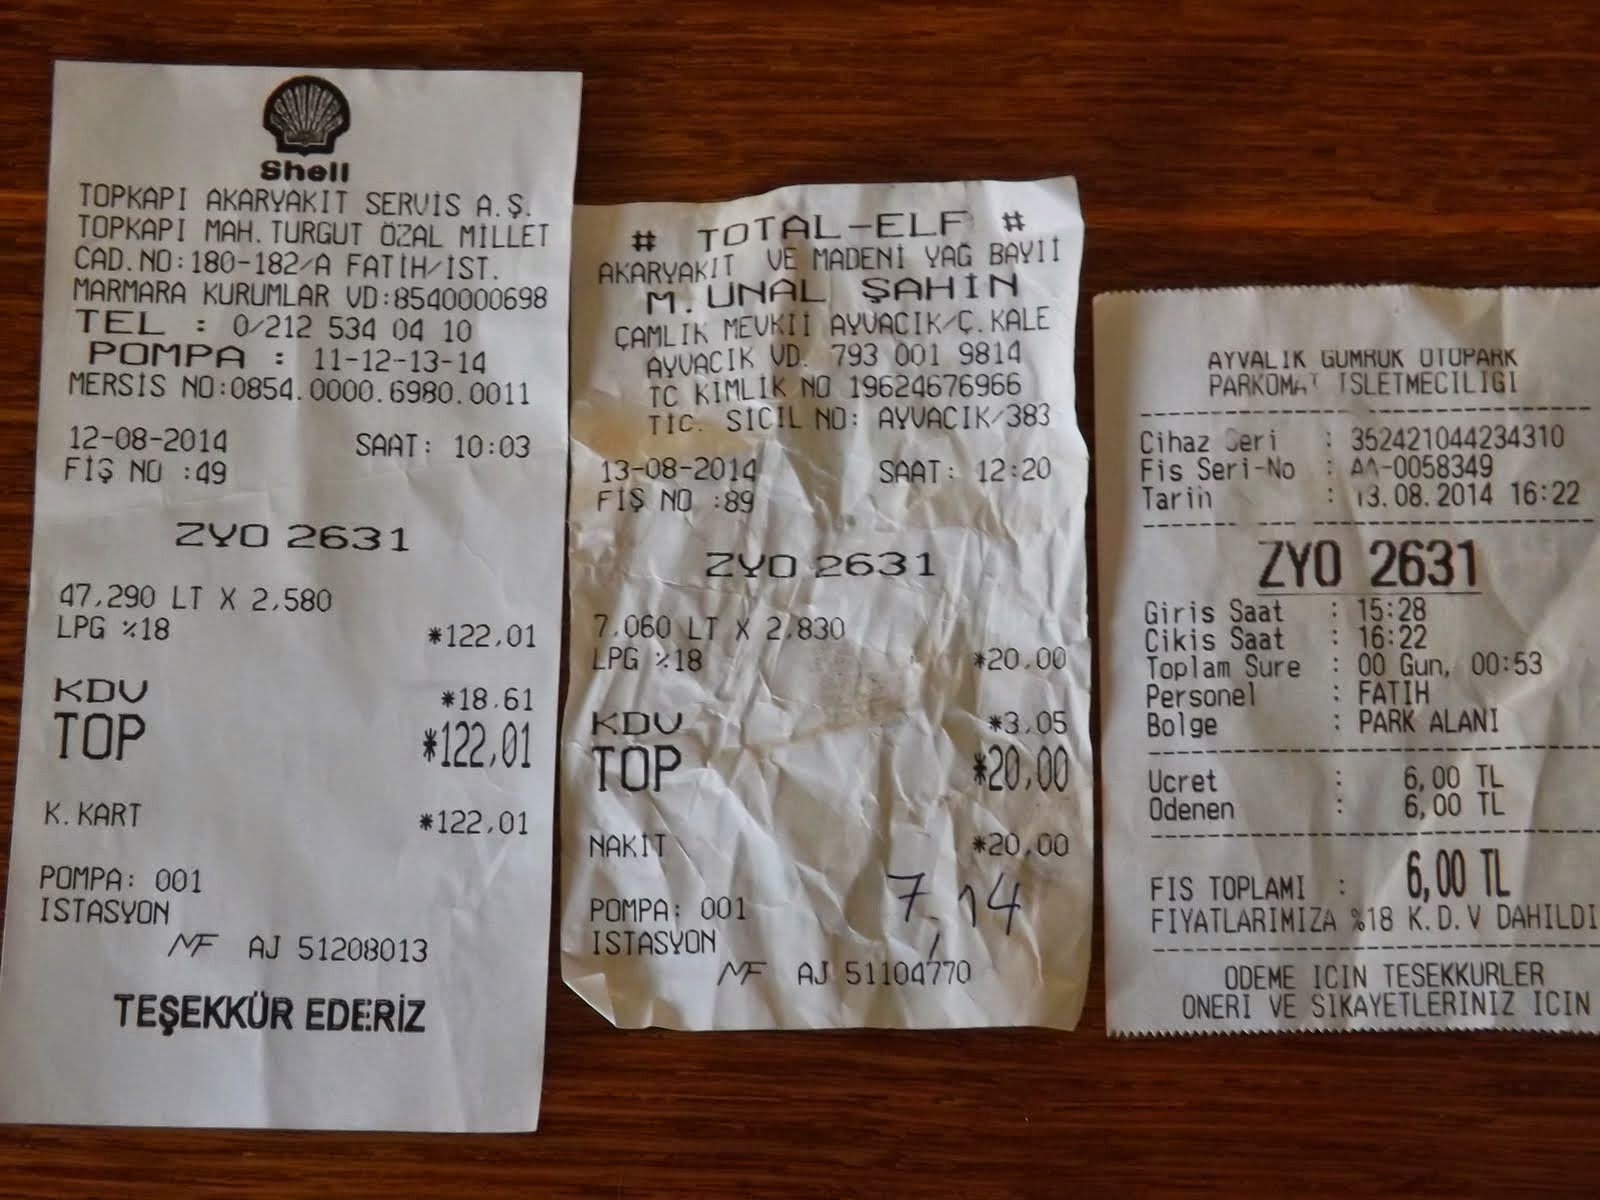 Shell
TOPKAPI AKARYAKIT SERVİS A.Ş.
TOPKAPI MAH.TURGUT ÖZAL MİLLET
CAD.NO:180-182/A FATİH/İST.
MARMARA KURUMLAR VD:8540000698
TEL : 0/212 534 04 10
POMPA : 11-12-13-14
MERSİS NO:0854.0000.6980.0011
12-08-2014 SAAT: 10:03
FİŞ NO :49
ZYO 2631
47,290 LT X 2,580
LPG %18 *122,01
KDV *18,61
TOP *122,01
K.KART *122,01
POMPA: 001
ISTASYON
MF AJ 51208013
TEŞEKKÜR EDERİZ
# TOTAL-ELF #
AKARYAKIT VE MADENİ YAĞ BAYİİ
M.UNAL ŞAHİN
ÇAMLIK MEVKİİ AYVACIK/Ç.KALE
AYVACIK VD. 793 001 9814
TC KİMLİK NO 19624676966
TİC. SİCİL NO: AYVACIK/383
13-08-2014 SAAT: 12:20
FİŞ NO :89
ZYO 2631
7,060 LT X 2,830
LPG %18 *20,00
KDV *3,05
TOP *20,00
NAKİT *20,00
7,14
POMPA: 001
ISTASYON
MF AJ 51104770
AYVALIK GUMRUK OTOPARK
PARKOMAT ISLETMECILIGI
Cihaz Seri : 352421044234310
Fis Seri-No : AA-0058349
Tarih : 13.08.2014 16:22
ZYO 2631
Giris Saat : 15:28
Cikis Saat : 16:22
Toplam Sure : 00 Gun, 00:53
Personel : FATIH
Bolge : PARK ALANI
Ucret : 6,00 TL
Odenen : 6,00 TL
FIS TOPLAMI : 6,00 TL
FIYATLARIMIZA %18 K.D.V DAHILDI
ODEME ICIN TESEKKURLER
ONERI VE SIKAYETLERINIZ ICIN